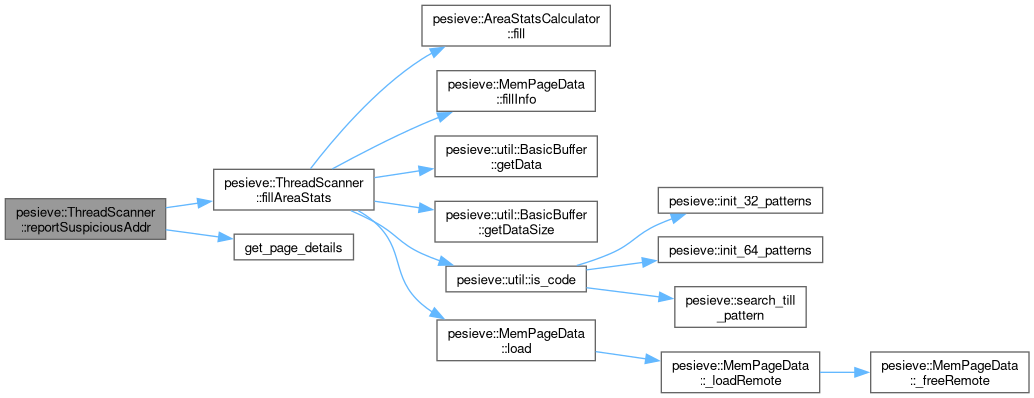 pesieve::ThreadScanner
::reportSuspiciousAddr
pesieve::ThreadScanner
::fillAreaStats
get_page_details
pesieve::AreaStatsCalculator
::fill
pesieve::MemPageData
::fillInfo
pesieve::util::BasicBuffer
::getData
pesieve::util::BasicBuffer
::getDataSize
pesieve::util::is_code
pesieve::MemPageData
::load
pesieve::init_32_patterns
pesieve::init_64_patterns
pesieve::search_till
_pattern
pesieve::MemPageData
::_loadRemote
pesieve::MemPageData
::_freeRemote